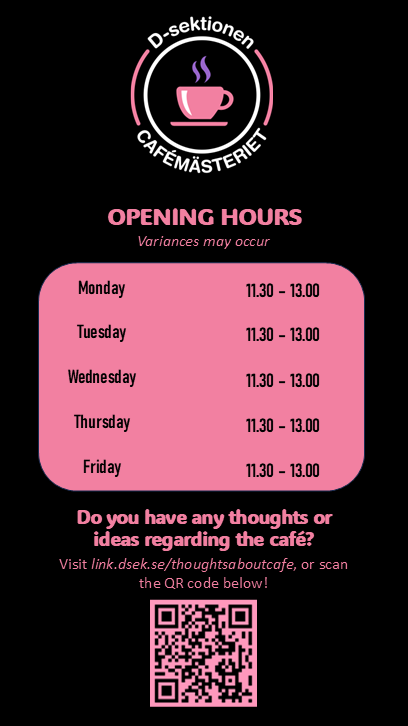 D-sektionen
CAFÉMÄSTERIET
OPENING HOURS
Variances may occur
Monday 11.30 – 13.00
Tuesday 11.30 – 13.00
Wednesday 11.30 – 13.00
Thursday 11.30 – 13.00
Friday 11.30 – 13.00
Do you have any thoughts or
ideas regarding the café?
Visit link.dsek.se/thoughtsaboutcafe, or scan
the QR code below!